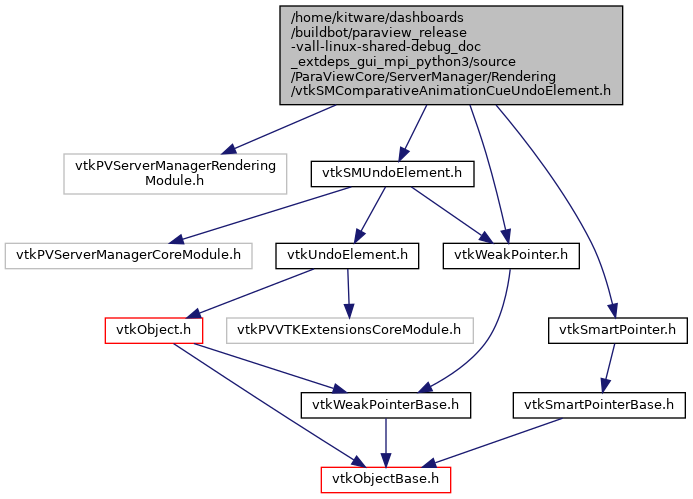 /home/kitware/dashboards
/buildbot/paraview_release
-vall-linux-shared-debug_doc
_extdeps_gui_mpi_python3/source
/ParaViewCore/ServerManager/Rendering
/vtkSMComparativeAnimationCueUndoElement.h
vtkPVServerManagerRendering
Module.h
vtkSMUndoElement.h
vtkPVServerManagerCoreModule.h
vtkUndoElement.h
vtkWeakPointer.h
vtkObject.h
vtkPVVTKExtensionsCoreModule.h
vtkSmartPointer.h
vtkWeakPointerBase.h
vtkSmartPointerBase.h
vtkObjectBase.h